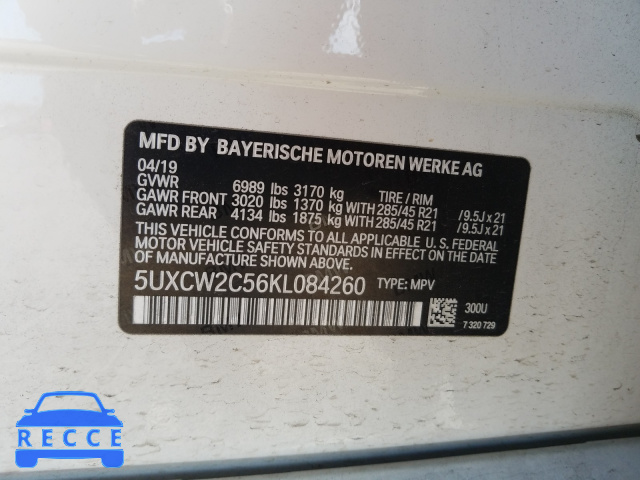 MFD BY BAYERISCHE MOTOREN WERKE AG
04/19
GVWR 6989 lbs 3170 kg TIRE / RIM
GAWR FRONT 3020 lbs 1370 kg WITH 285/45 R21 /9.5J x 21
GAWR REAR 4134 lbs 1875 kg WITH 285/45 R21 /9.5J x 21
THIS VEHICLE CONFORMS TO ALL APPLICABLE U.S. FEDERAL
MOTOR VEHICLE SAFETY STANDARDS IN EFFECT ON THE DATE
OF MANUFACTURE SHOWN ABOVE.
5UXCW2C56KL084260 TYPE: MPV
300U
7 320 729
RECCE